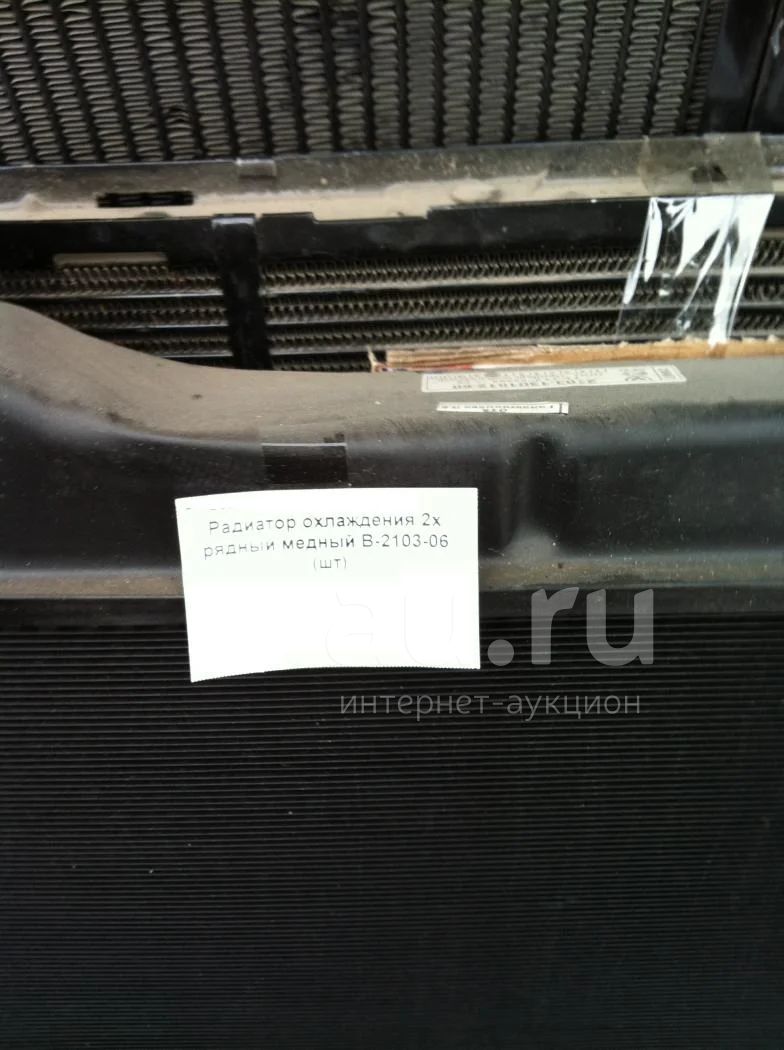 Радиатор охлаждения 2х
рядный медный В-2103-06
(шт)
au.ru
интернет-аукцион